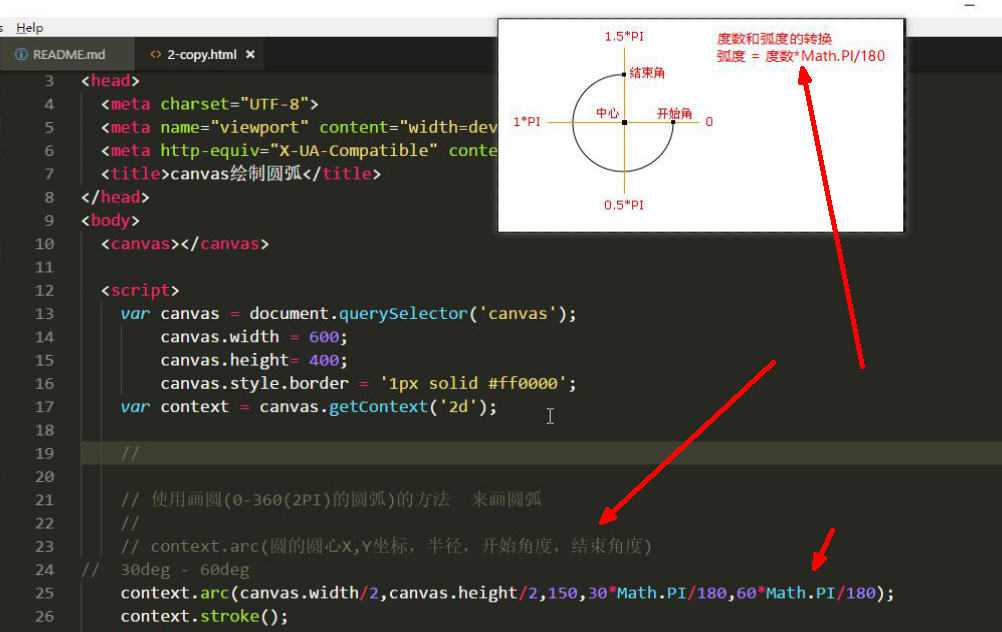 Help
README.md
<> 2-copy.html ×
1.5*PI
度数和弧度的转换
弧度 = 度数*Math.PI/180
结束角
中心
开始角
1*PI
0
0.5*PI
3 <head>
4 <meta charset="UTF-8">
5 <meta name="viewport" content="width=dev
6 <meta http-equiv="X-UA-Compatible" conte
7 <title>canvas绘制圆弧</title>
8 </head>
9 <body>
10 <canvas></canvas>
11
12 <script>
13 var canvas = document.querySelector('canvas');
14 canvas.width = 600;
15 canvas.height= 400;
16 canvas.style.border = '1px solid #ff0000';
17 var context = canvas.getContext('2d');
18
19 //
20
21 // 使用画圆(0-360(2PI)的圆弧)的方法 来画圆弧
22 //
23 // context.arc(圆的圆心X,Y坐标，半径，开始角度，结束角度)
24 // 30deg - 60deg
25 context.arc(canvas.width/2,canvas.height/2,150,30*Math.PI/180,60*Math.PI/180);
26 context.stroke();